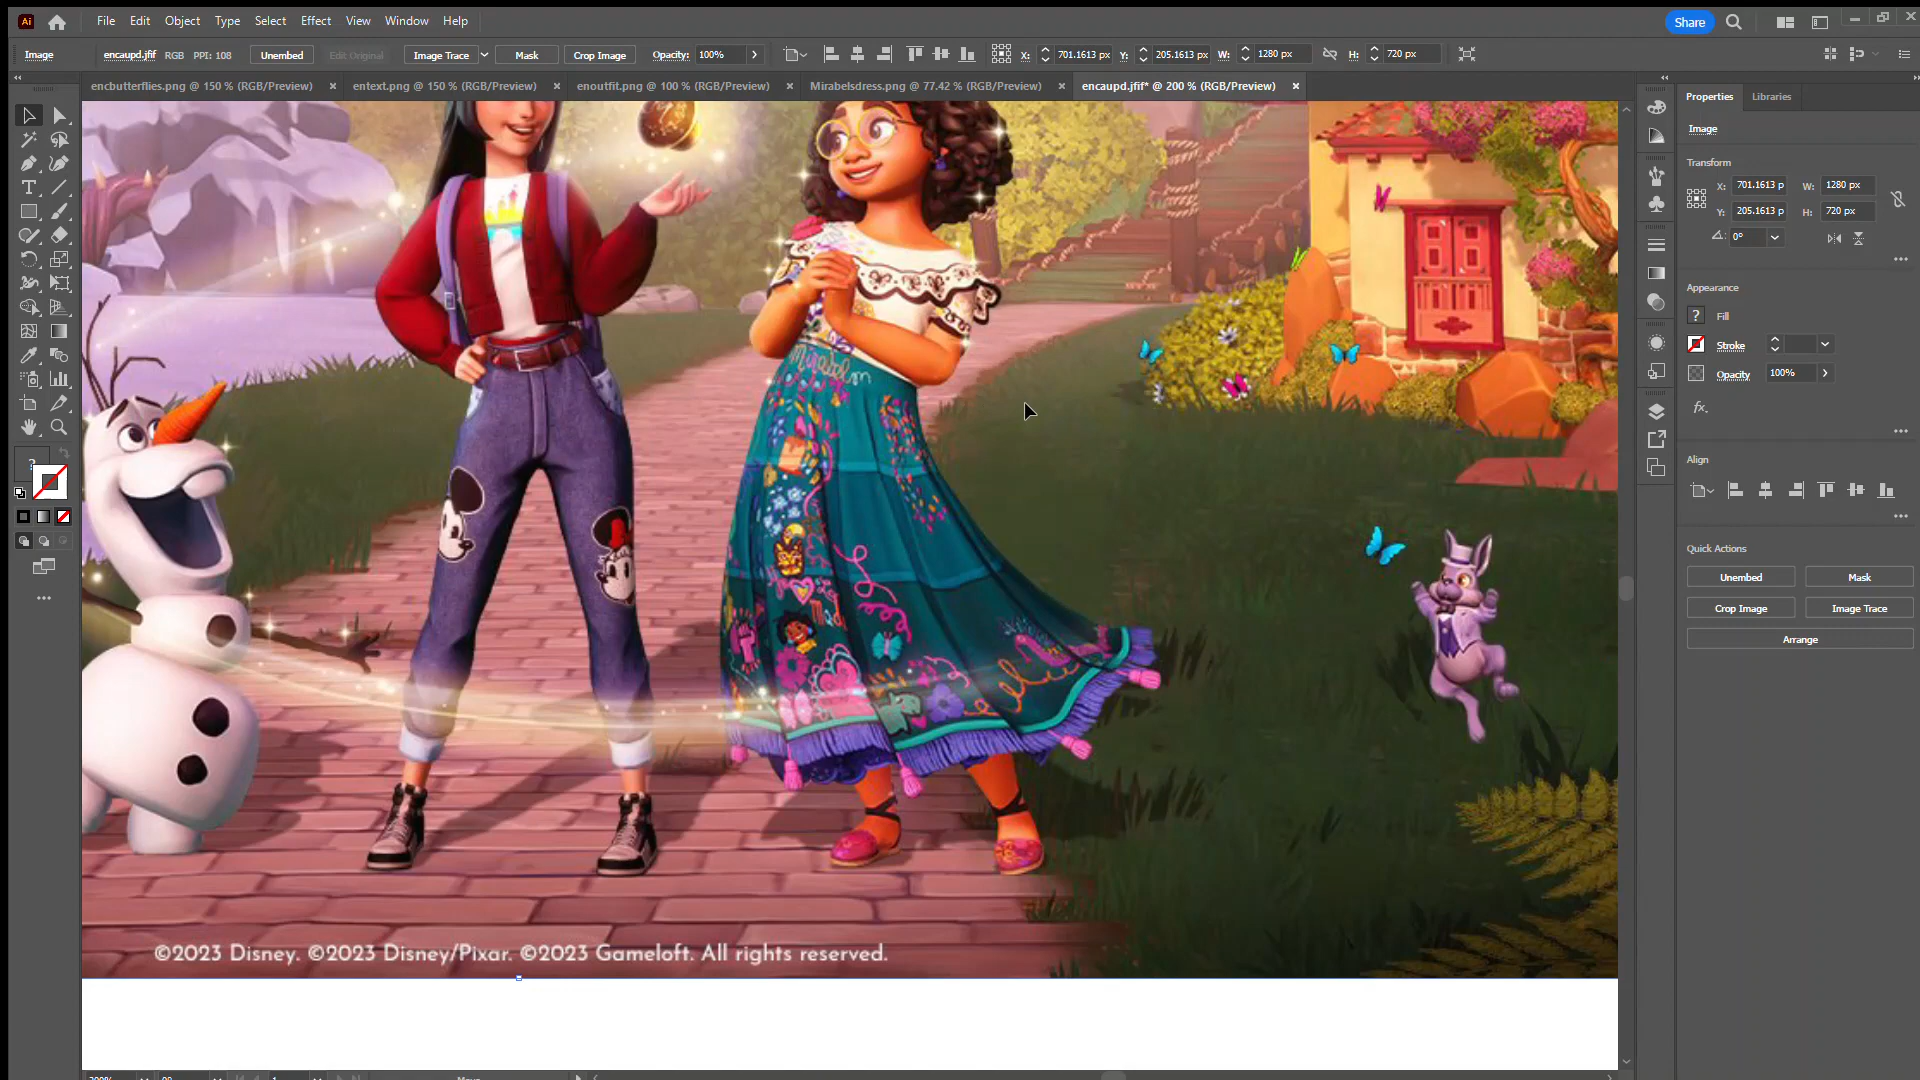 Ai File Edit Object Type Select Effect View Window Help Share
Image encaupd.jfif RGB PPI: 108 Unembed Edit Original Image Trace Mask Crop Image Opacity: 100% X: 701.1613 px Y: 205.1613 px W: 1280 px H: 720 px
encbutterflies.png @ 150 % (RGB/Preview) × entext.png @ 150 % (RGB/Preview) × enoutfit.png @ 100 % (RGB/Preview) × Mirabelsdress.png @ 77.42 % (RGB/Preview) × encaupd.jfif* @ 200 % (RGB/Preview) ×
Properties Libraries
Image
Transform
X: 701.1613 p W: 1280 px
Y: 205.1613 p H: 720 px
0°
Appearance
? Fill
Stroke
Opacity 100%
fx.
Align
Quick Actions
Unembed Mask
Crop Image Image Trace
Arrange
?
Mirabel
©2023 Disney. ©2023 Disney/Pixar. ©2023 Gameloft. All rights reserved.
200% 0° 1 Move